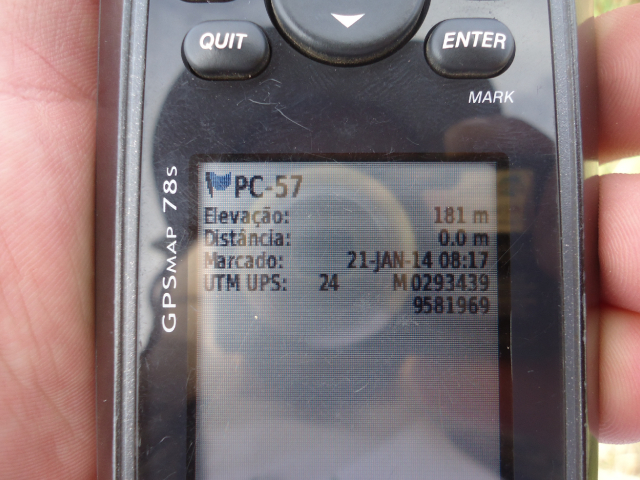 QUIT
ENTER
MARK
GPSMAP 78s
PC-57
Elevação: 181 m
Distância: 0.0 m
Marcado: 21-JAN-14 08:17
UTM UPS: 24 M 0293439
9581969